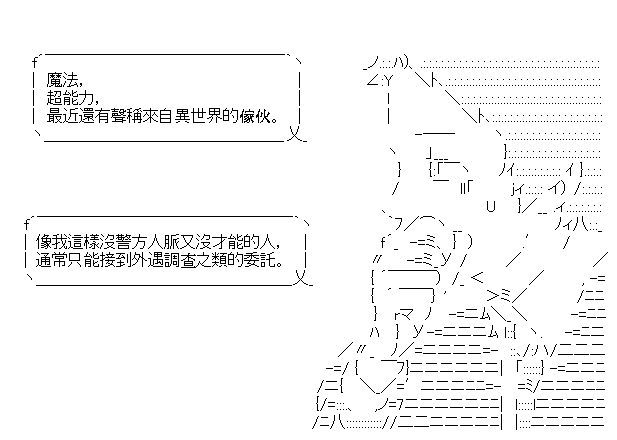 魔法，
超能力，
最近還有聲稱來自異世界的傢伙。
像我這樣沒警方人脈又沒才能的人，
通常只能接到外遇調查之類的委託。